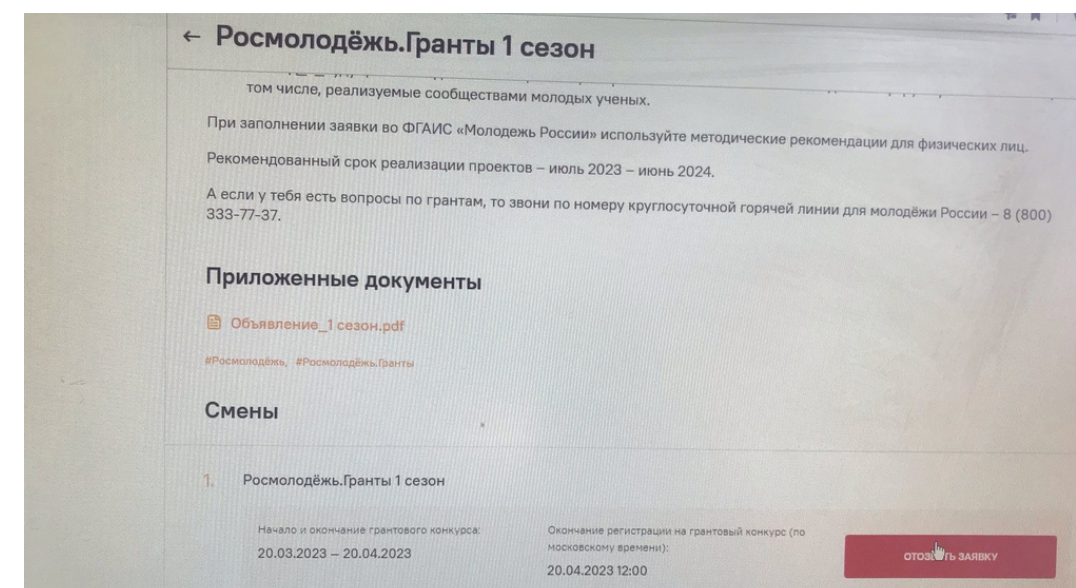 ← Росмолодёжь.Гранты 1 сезон
том числе, реализуемые сообществами молодых ученых.
При заполнении заявки во ФГАИС «Молодежь России» используйте методические рекомендации для физических лиц.
Рекомендованный срок реализации проектов – июль 2023 – июнь 2024.
А если у тебя есть вопросы по грантам, то звони по номеру круглосуточной горячей линии для молодёжи России – 8 (800)
333-77-37.
Приложенные документы
Объявление_1 сезон.pdf
#Росмолодёжь, #Росмолодёжь.Гранты
Смены
1. Росмолодёжь.Гранты 1 сезон
Начало и окончание грантового конкурса:
20.03.2023 – 20.04.2023
Окончание регистрации на грантовый конкурс (по
московскому времени):
20.04.2023 12:00
ОТОЗВАТЬ ЗАЯВКУ